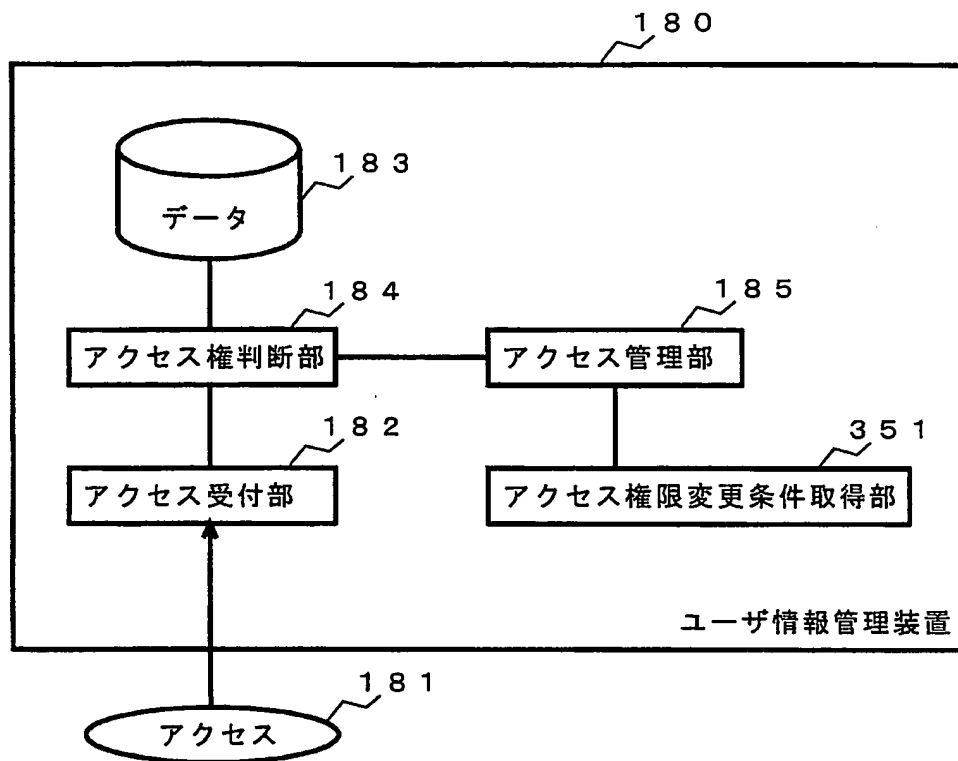 １８０
１８３
データ
１８４
１８５
アクセス権判断部
アクセス管理部
１８２
３５１
アクセス受付部
アクセス権限変更条件取得部
ユーザ情報管理装置
１８１
アクセス